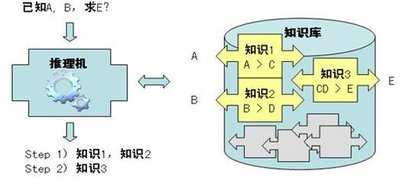 已知A, B, 求E?
推理机
Step 1) 知识1, 知识2
Step 2) 知识3
知识库
A
知识1
A > C
知识3
CD > E
E
B
知识2
B > D